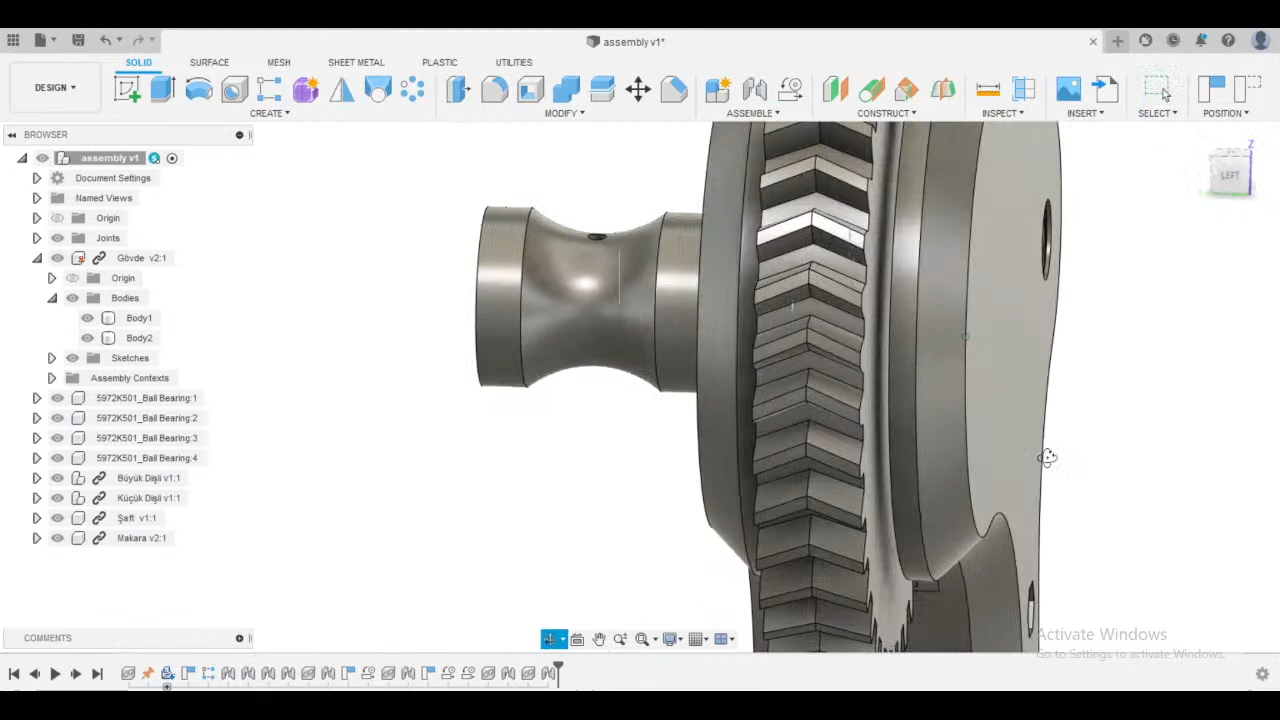 assembly v1*
DESIGN
SOLID
SURFACE
MESH
SHEET METAL
PLASTIC
UTILITIES
CREATE
MODIFY
ASSEMBLE
CONSTRUCT
INSPECT
INSERT
SELECT
POSITION
BROWSER
assembly v1
Document Settings
Named Views
Origin
Joints
Gövde v2:1
Origin
Bodies
Body1
Body2
Sketches
Assembly Contexts
5972K501_Ball Bearing:1
5972K501_Ball Bearing:2
5972K501_Ball Bearing:3
5972K501_Ball Bearing:4
Büyük Dişli v1:1
Küçük Dişli v1:1
Şaft v1:1
Makara v2:1
Z
LEFT
COMMENTS
Activate Windows
Go to Settings to activate Windows.